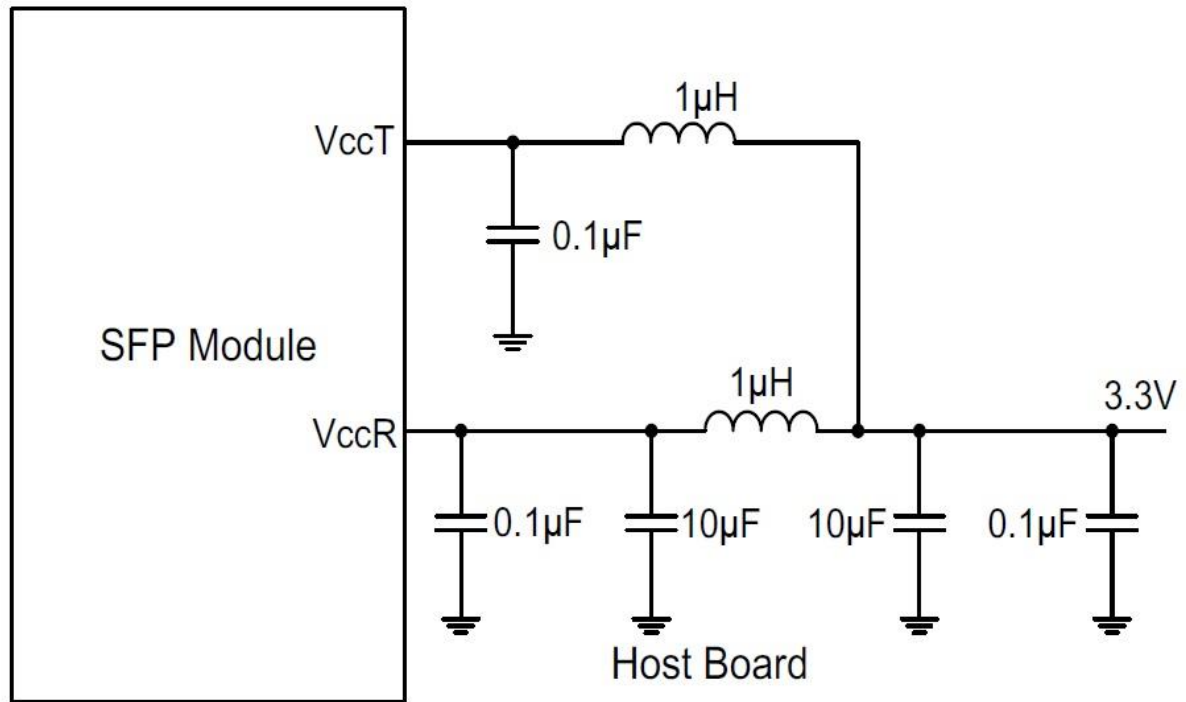 1µH
VccT
0.1µF
SFP Module
1µH
3.3V
VccR
0.1µF 10µF 10µF 0.1µF
Host Board